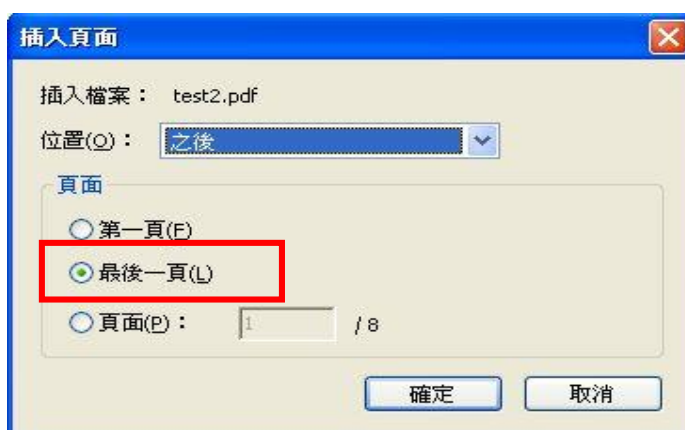 插入頁面
插入檔案： test2.pdf
位置(O)： 之後
頁面
第一頁(F)
最後一頁(L)
頁面(P)： 1 / 8
確定 取消